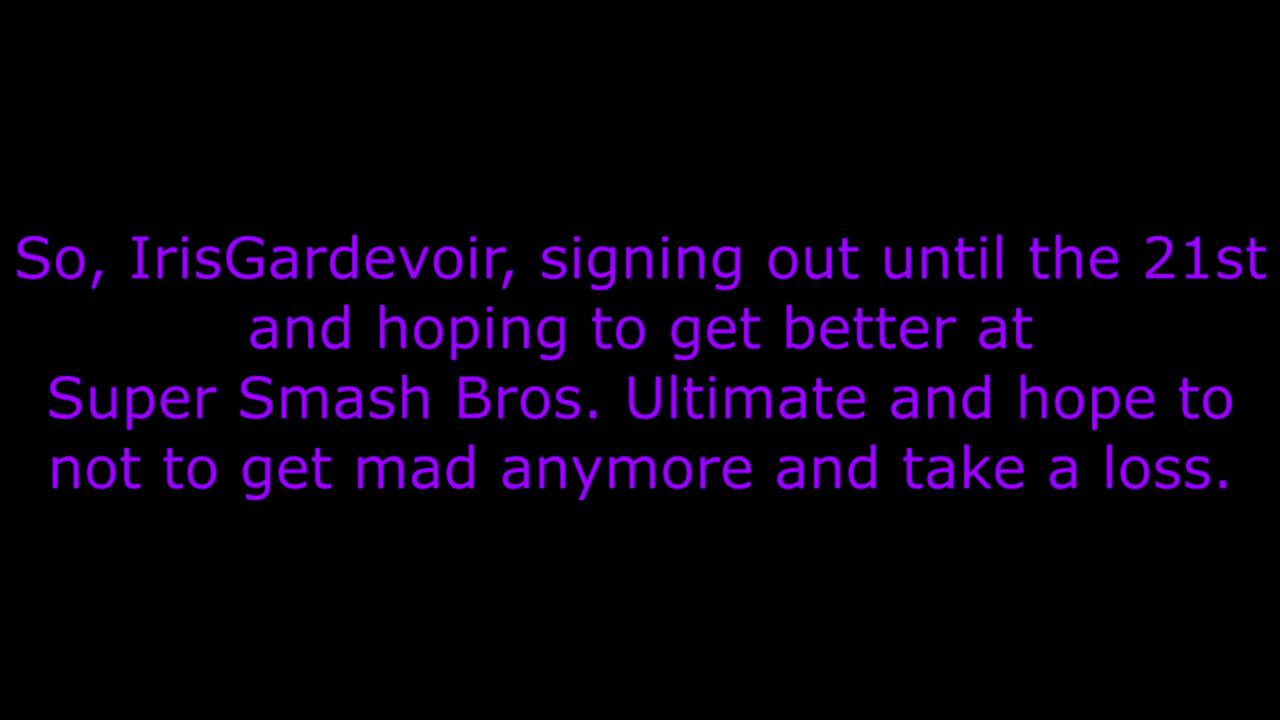 So, IrisGardevoir, signing out until the 21st
and hoping to get better at
Super Smash Bros. Ultimate and hope to
not to get mad anymore and take a loss.